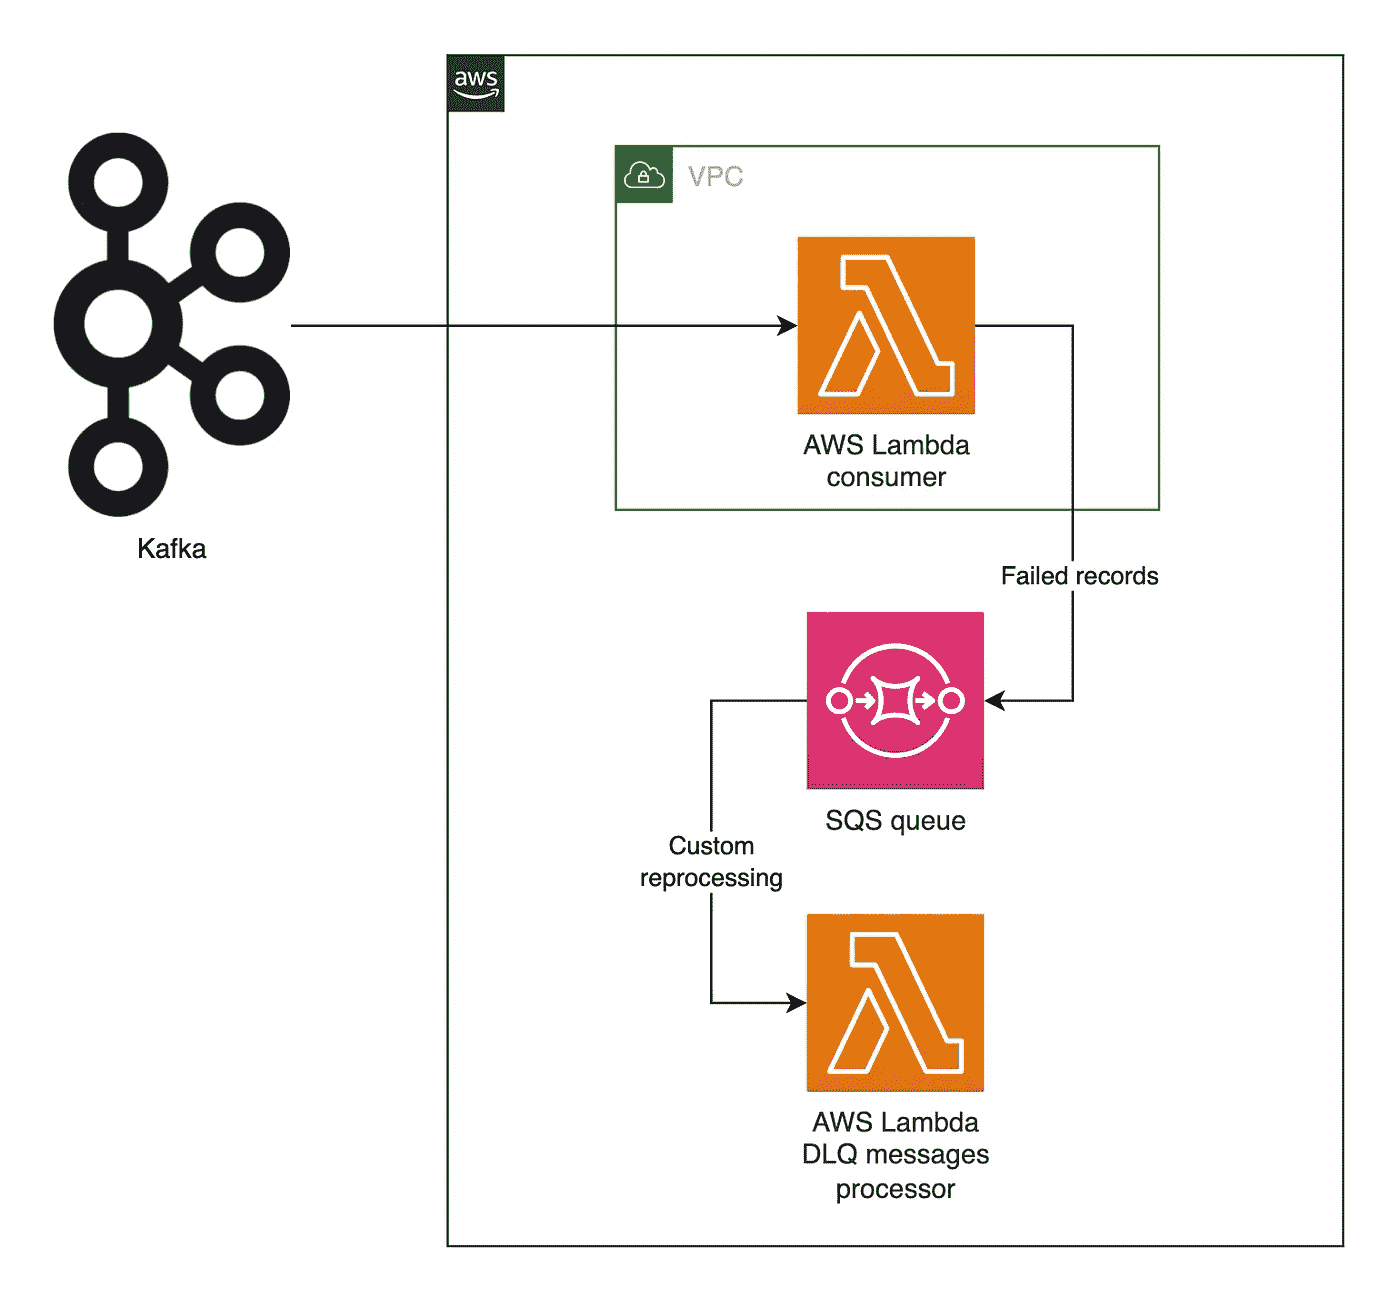 aws
VPC
AWS Lambda
consumer
Kafka
Failed records
SQS queue
Custom
reprocessing
AWS Lambda
DLQ messages
processor